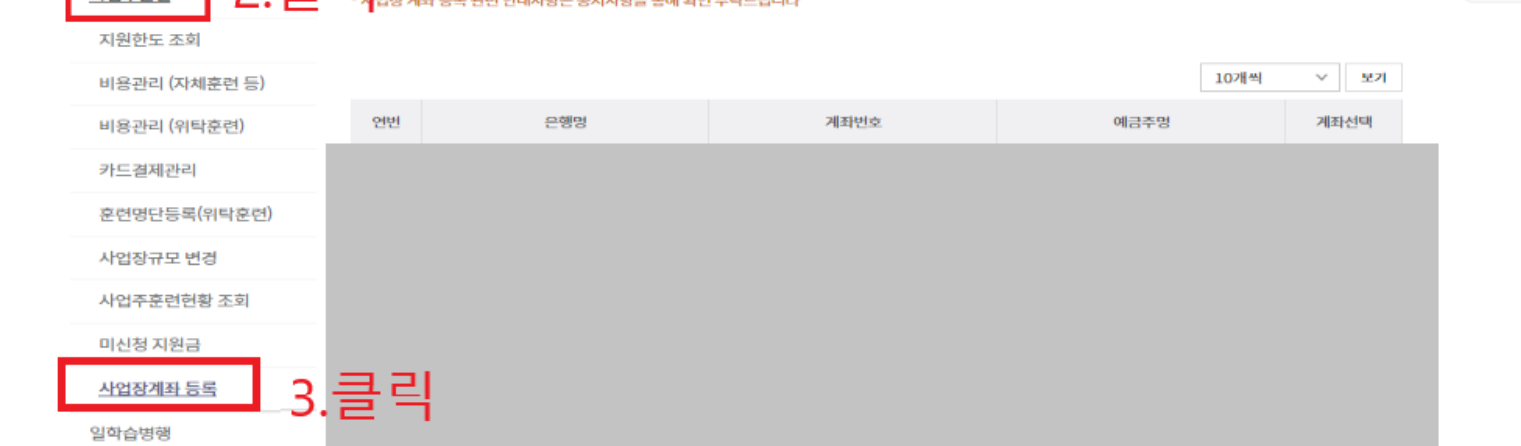 지원한도 조회
10개씩
보기
비용관리 (자체훈련 등)
연번 은행명 계좌번호 예금주명 계좌선택
비용관리 (위탁훈련)
카드결제관리
훈련명단등록(위탁훈련)
사업장규모 변경
사업주훈련현황 조회
미신청 지원금
사업장계좌 등록
3.클릭
일학습병행